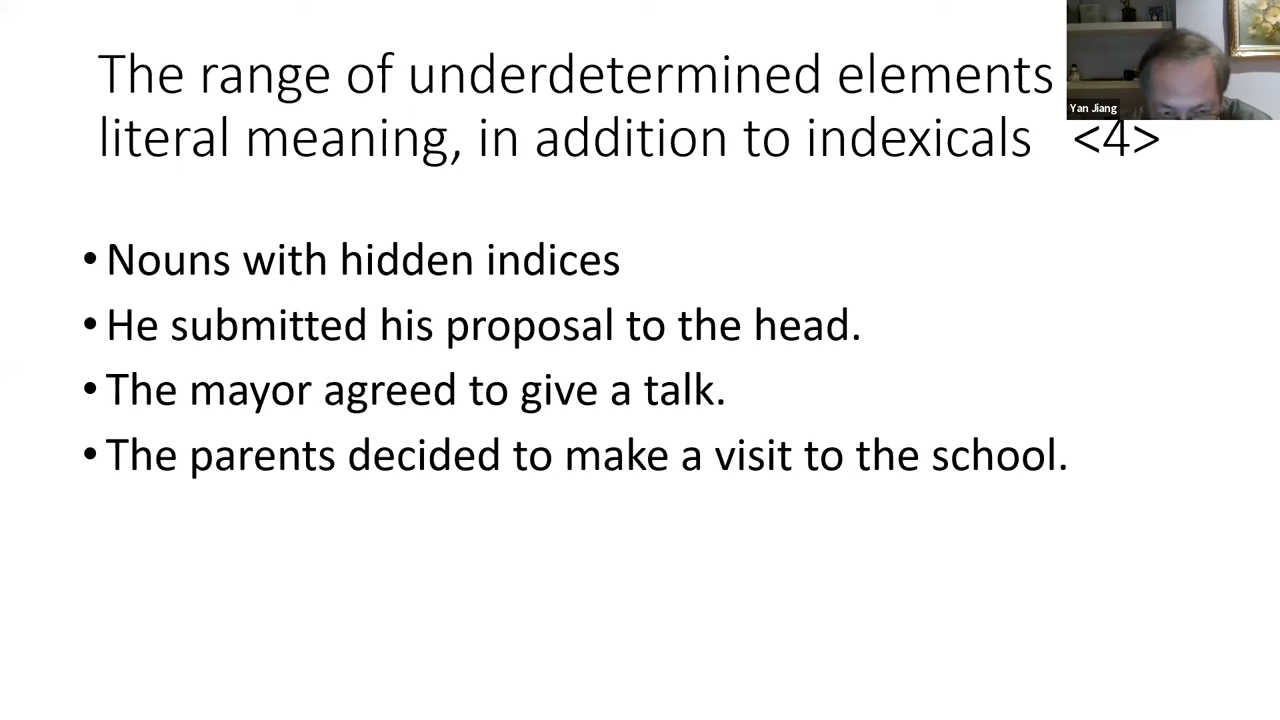 The range of underdetermined elements
literal meaning, in addition to indexicals <4>
Yan Jiang
• Nouns with hidden indices
• He submitted his proposal to the head.
• The mayor agreed to give a talk.
• The parents decided to make a visit to the school.